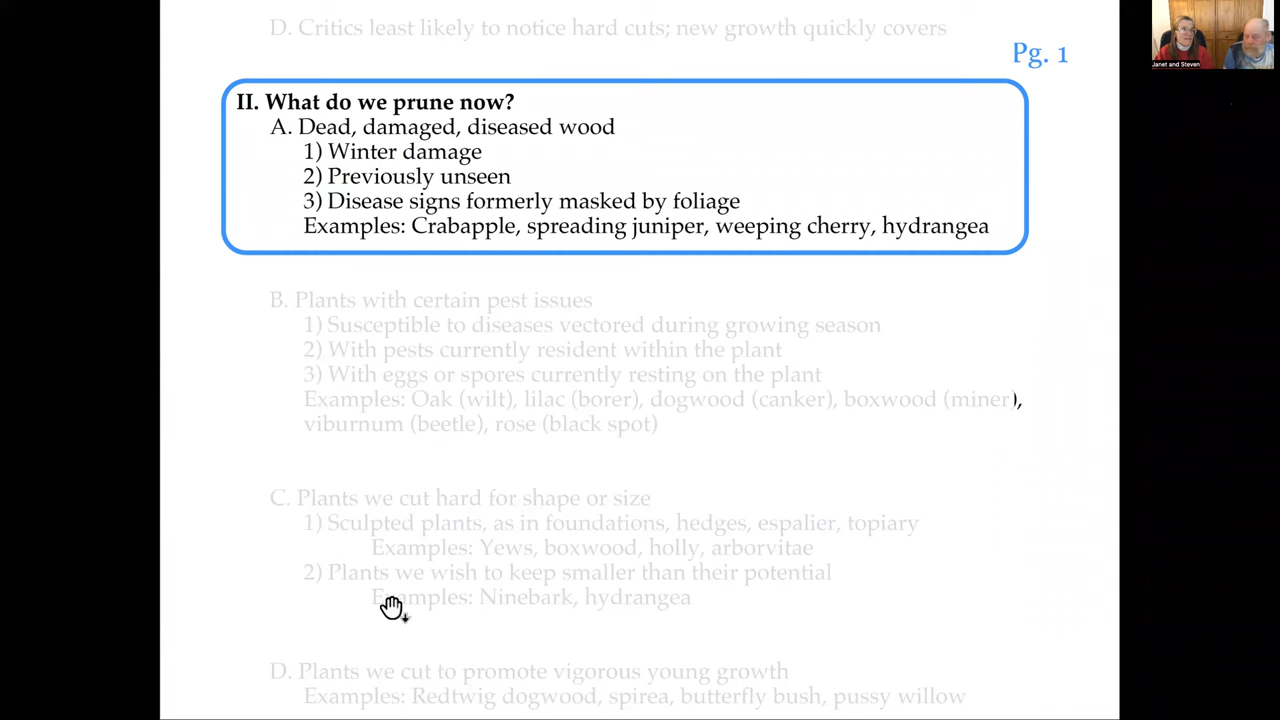 D. Critics least likely to notice hard cuts; new growth quickly covers
Pg. 1
Janet and Steven
II. What do we prune now?
A. Dead, damaged, diseased wood
1) Winter damage
2) Previously unseen
3) Disease signs formerly masked by foliage
Examples: Crabapple, spreading juniper, weeping cherry, hydrangea
B. Plants with certain pest issues
1) Susceptible to diseases vectored during growing season
2) With pests currently resident within the plant
3) With eggs or spores currently resting on the plant
Examples: Oak (wilt), lilac (borer), dogwood (canker), boxwood (miner),
viburnum (beetle), rose (black spot)
C. Plants we cut hard for shape or size
1) Sculpted plants, as in foundations, hedges, espalier, topiary
Examples: Yews, boxwood, holly, arborvitae
2) Plants we wish to keep smaller than their potential
Examples: Ninebark, hydrangea
D. Plants we cut to promote vigorous young growth
Examples: Redtwig dogwood, spirea, butterfly bush, pussy willow